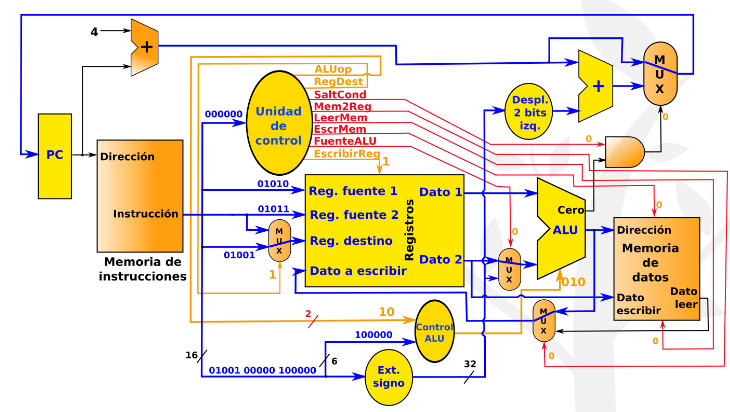 4
+
PC
Dirección
Instrucción
Memoria de
instrucciones
000000
Unidad
de
control
ALUop
RegDest
SaltCond
Mem2Reg
LeerMem
EscrMem
FuenteALU
EscribirReg
1
01010
01011
01001
M
U
X
1
Reg. fuente 1
Reg. fuente 2
Reg. destino
Dato a escribir
Registros
Dato 1
Dato 2
0
M
U
X
Cero
ALU
010
Despl.
2 bits
izq.
+
M
U
X
0
0
0
Dirección
Memoria
de
datos
Dato
leer
Dato
escribir
0
M
U
X
0
2
10
Control
ALU
100000
16
6
01001 00000 100000
Ext.
signo
32